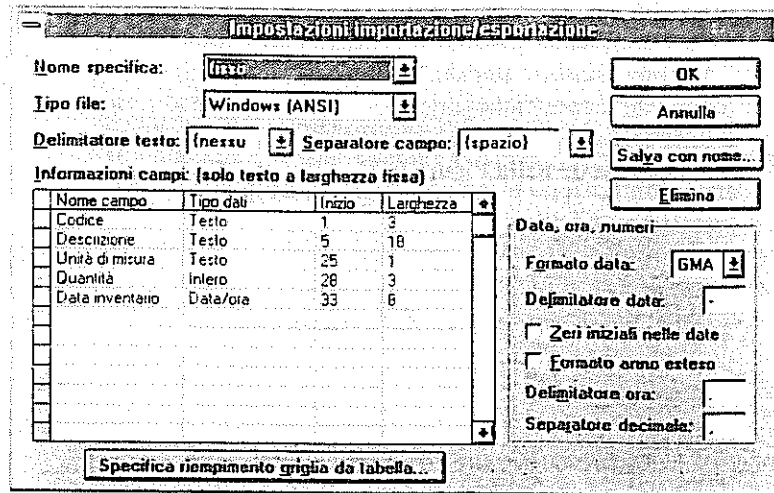 Impostazioni importazione/esportazione
Nome specifica: fisso
OK
Tipo file: Windows (ANSI)
Annulla
Delimitatore testo: {nessu Separatore campo: {spazio}
Salva con nome...
Informazioni campi: (solo testo a larghezza fissa)
Elimina
Nome campo Tipo dati Inizio Larghezza
Codice Testo 1 3
Descrizione Testo 5 18
Unità di misura Testo 25 1
Quantità Intero 28 3
Data inventario Data/ora 33 8
Data, ora, numeri
Formato data: GMA
Delimitatore data: -
Zeri iniziali nelle date
Formato anno esteso
Delimitatore ora: .
Separatore decimale: .
Specifica riempimento griglia da tabella...